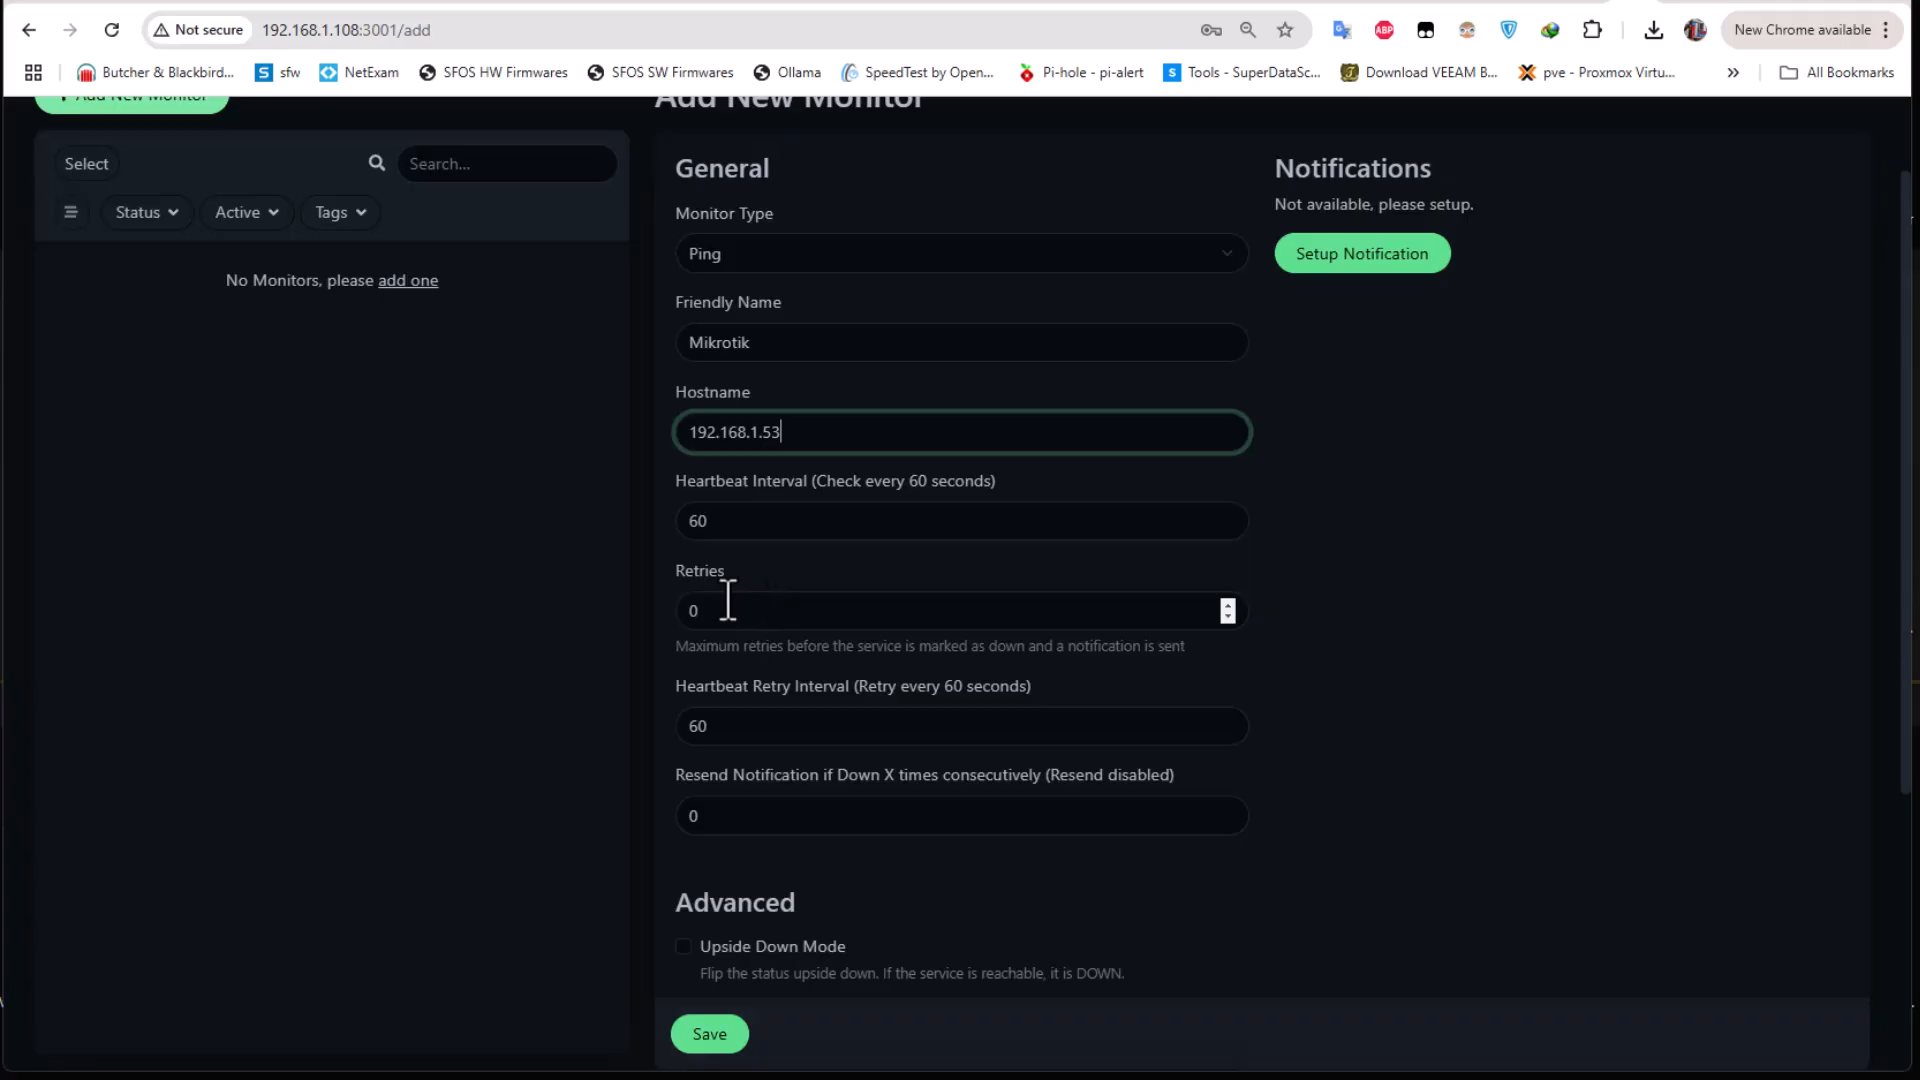 Not secure
192.168.1.108:3001/add
ABP
New Chrome available
Butcher & Blackbird...
sfw
NetExam
SFOS HW Firmwares
SFOS SW Firmwares
Ollama
SpeedTest by Open...
Pi-hole - pi-alert
Tools - SuperDataSc...
Download VEEAM B...
pve - Proxmox Virtu...
All Bookmarks
Add New Monitor
Add New Monitor
Select
Search...
Status
Active
Tags
No Monitors, please add one
General
Monitor Type
Ping
Friendly Name
Mikrotik
Hostname
192.168.1.53
Heartbeat Interval (Check every 60 seconds)
60
Retries
0
Maximum retries before the service is marked as down and a notification is sent
Heartbeat Retry Interval (Retry every 60 seconds)
60
Resend Notification if Down X times consecutively (Resend disabled)
0
Advanced
Upside Down Mode
Flip the status upside down. If the service is reachable, it is DOWN.
Save
Notifications
Not available, please setup.
Setup Notification